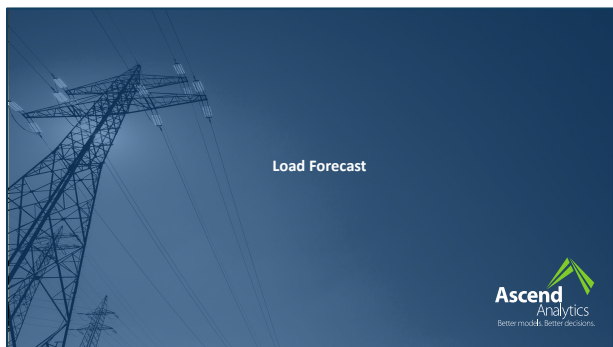 Load Forecast
Ascend
Analytics
Better models. Better decisions.